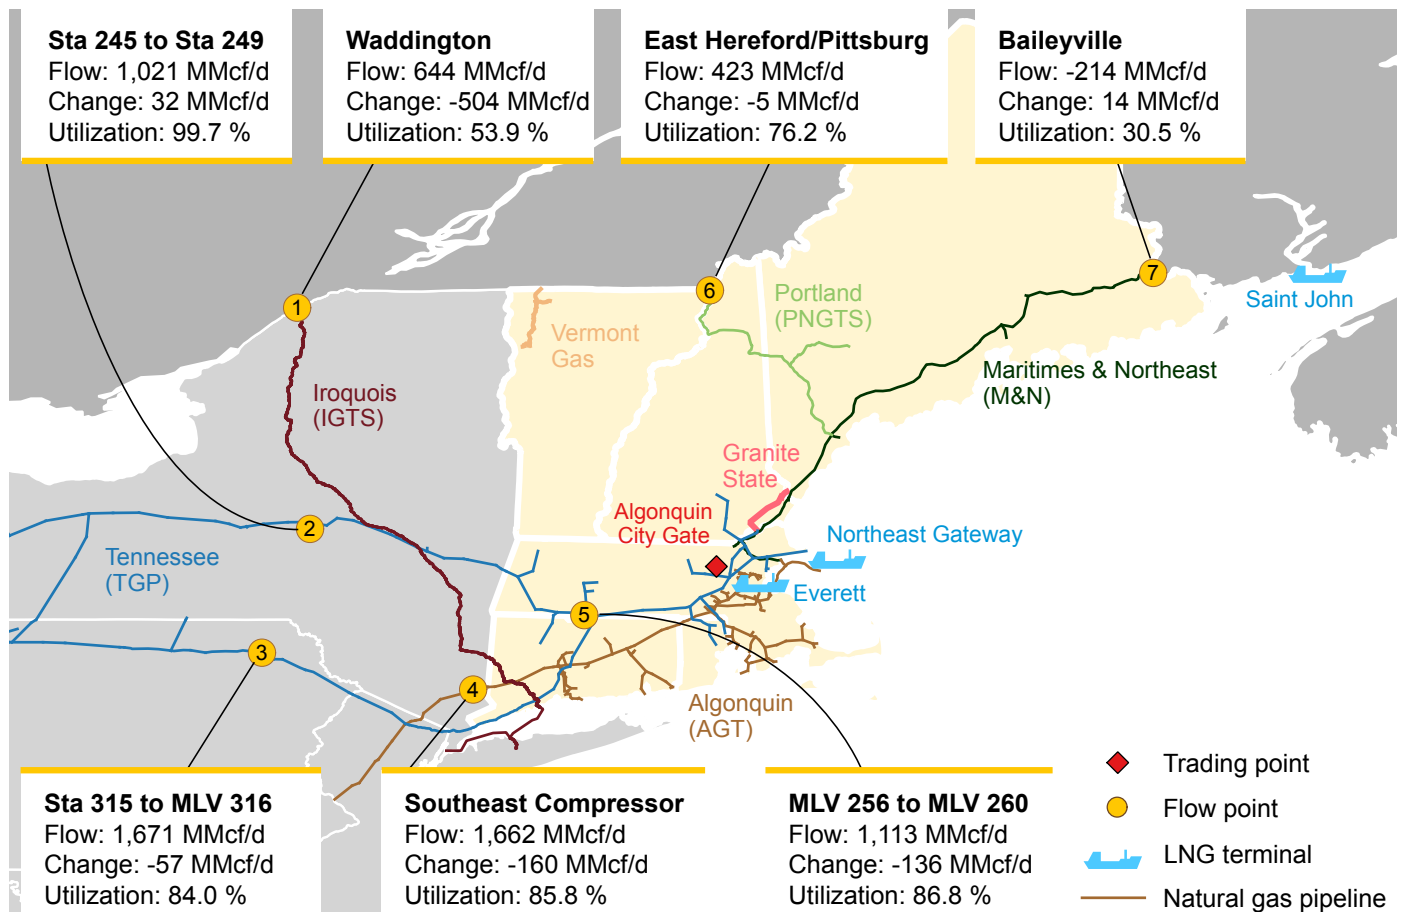 Sta 245 to Sta 249
Flow: 1,021 MMcf/d
Change: 32 MMcf/d
Utilization: 99.7 %
Waddington
Flow: 644 MMcf/d
Change: -504 MMcf/d
Utilization: 53.9 %
East Hereford/Pittsburg
Flow: 423 MMcf/d
Change: -5 MMcf/d
Utilization: 76.2 %
Baileyville
Flow: -214 MMcf/d
Change: 14 MMcf/d
Utilization: 30.5 %
1
6
7
Saint John
Portland
(PNGTS)
Vermont
Gas
Iroquois
(IGTS)
Maritimes & Northeast
(M&N)
Granite
State
Algonquin
City Gate
2
Northeast Gateway
Tennessee
(TGP)
Everett
5
3
4
Algonquin
(AGT)
Sta 315 to MLV 316
Flow: 1,671 MMcf/d
Change: -57 MMcf/d
Utilization: 84.0 %
Southeast Compressor
Flow: 1,662 MMcf/d
Change: -160 MMcf/d
Utilization: 85.8 %
MLV 256 to MLV 260
Flow: 1,113 MMcf/d
Change: -136 MMcf/d
Utilization: 86.8 %
Trading point
Flow point
LNG terminal
Natural gas pipeline